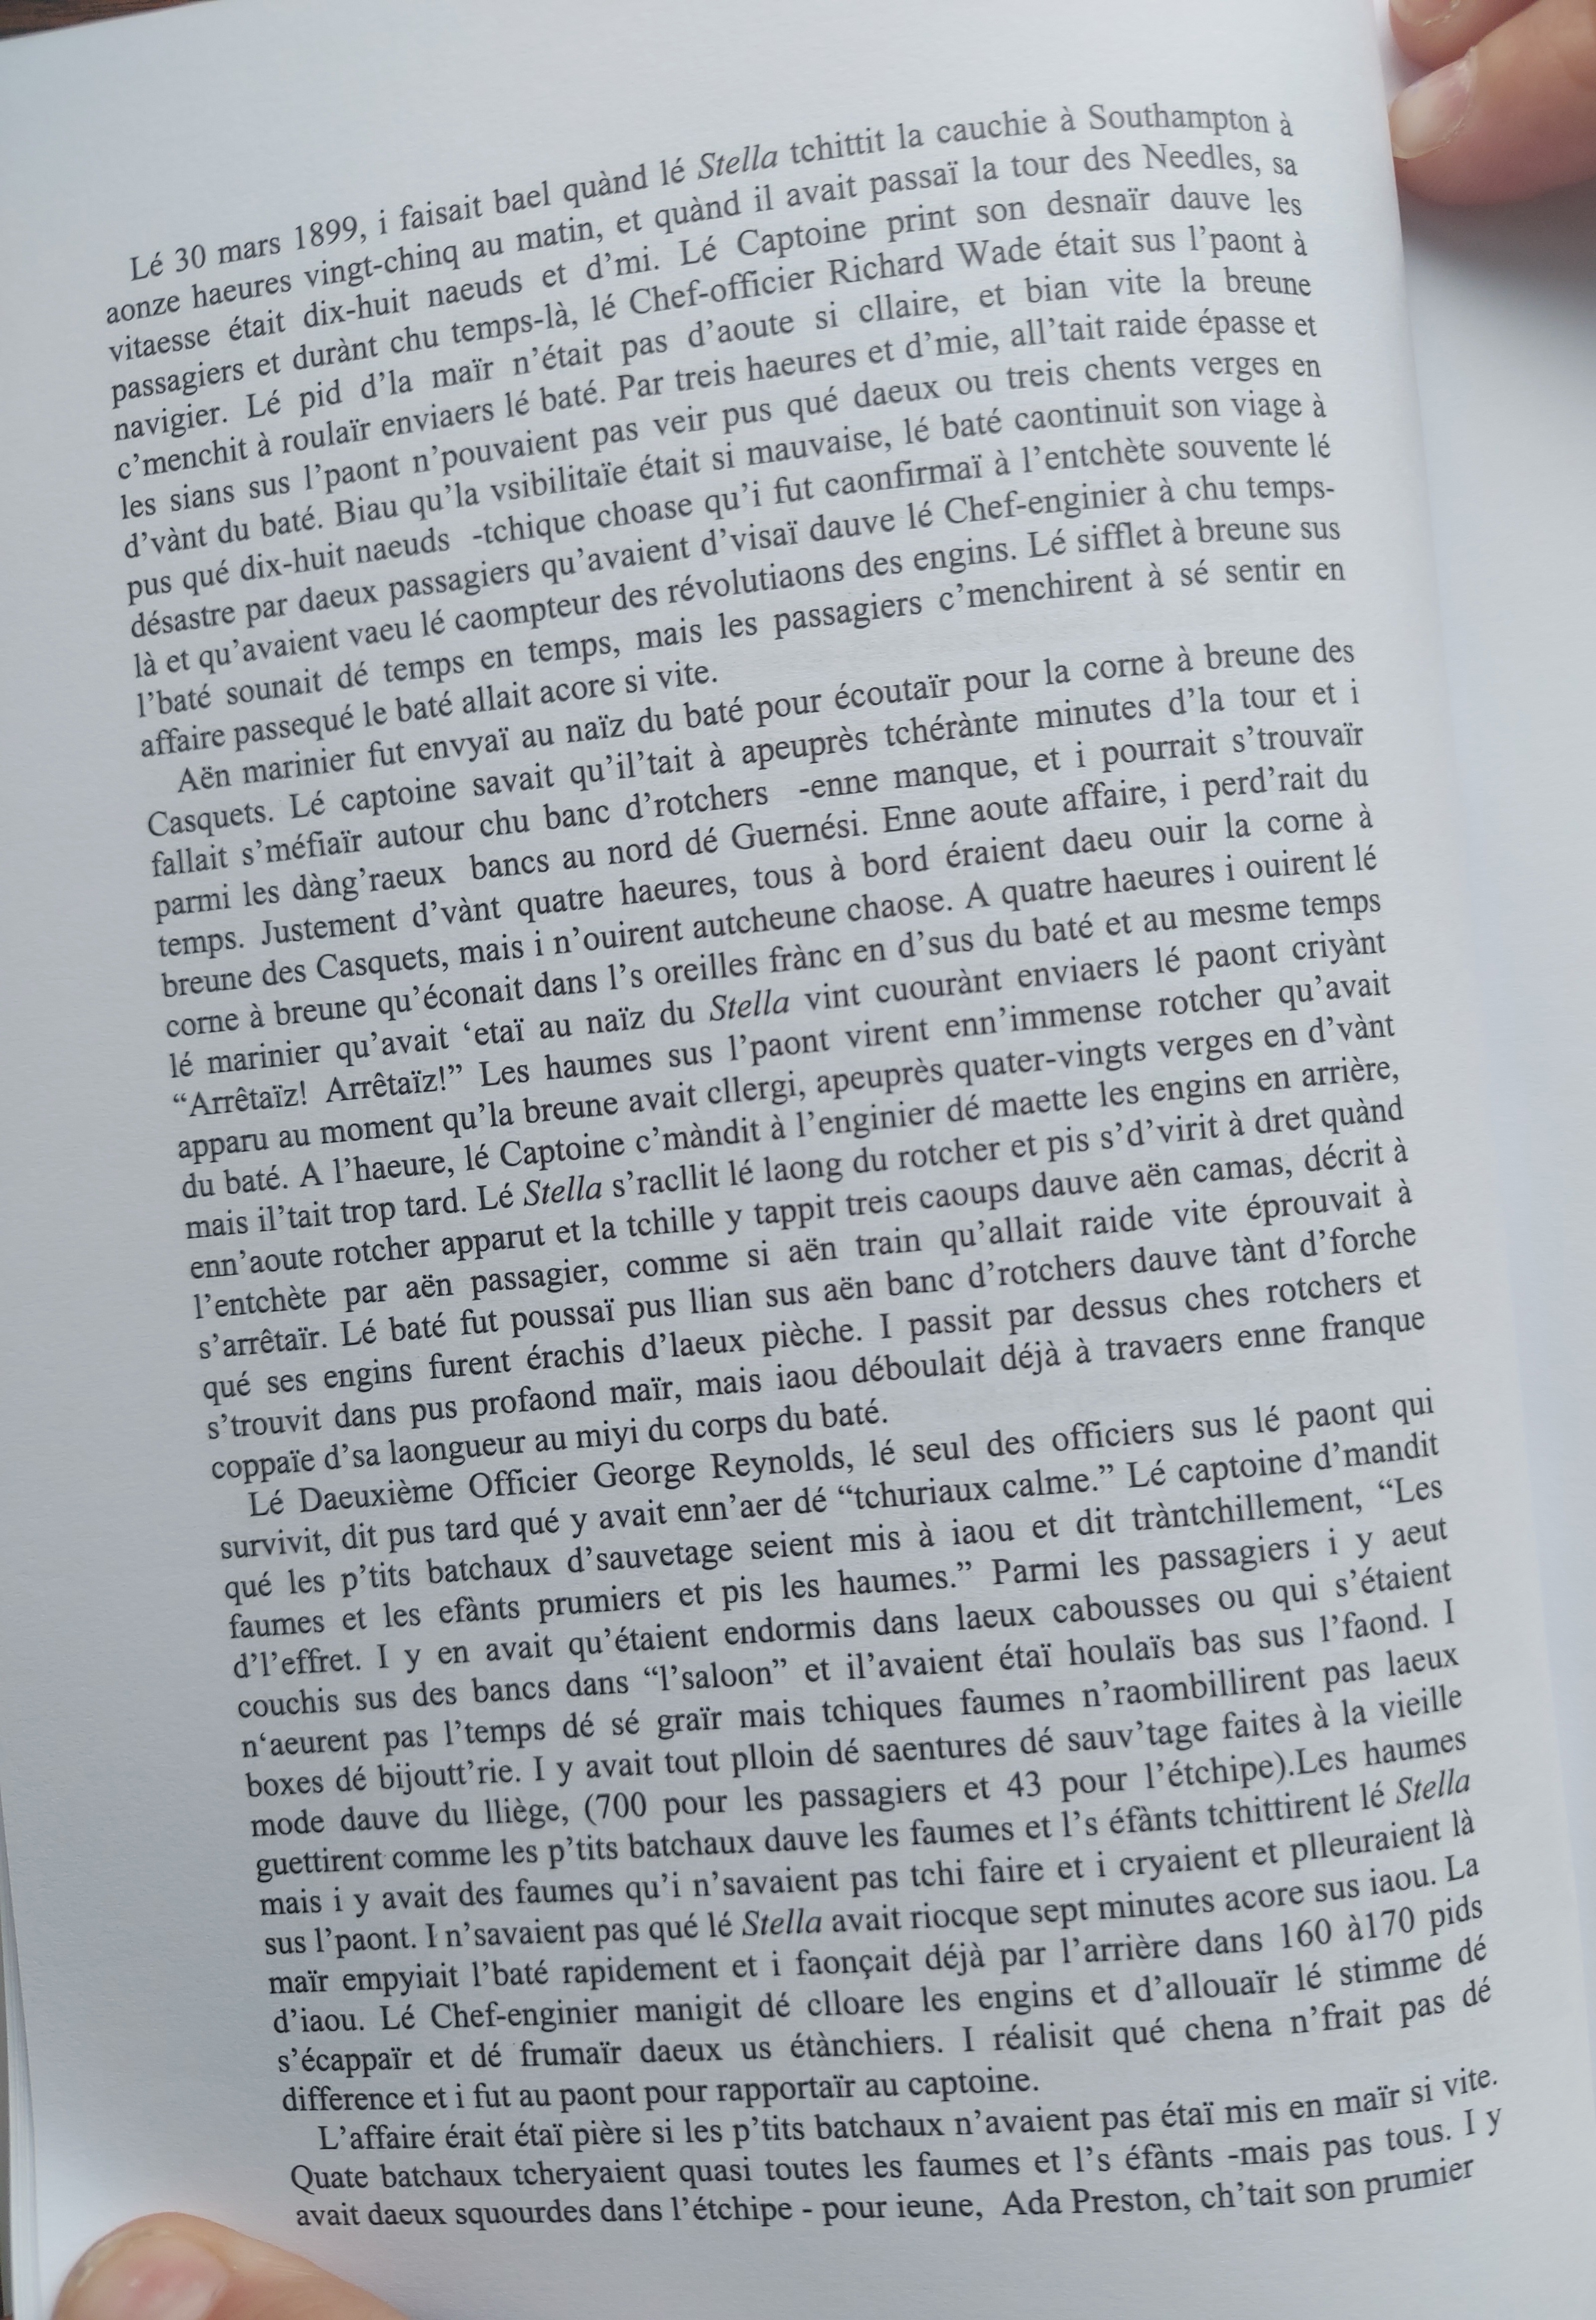 Lé 30 mars 1899, i faisait bael quànd lé Stella tchittit la cauchie à Southampton à
aonze haeures vingt-chinq au matin, et quànd il avait passaï la tour des Needles, sa
vitaesse était dix-huit naeuds et d'mi. Lé Captoine print son desnaïr dauve les
passagiers et durànt chu temps-là, lé Chef-officier Richard Wade était sus l'paont à
navigier. Lé pid d'la maïr n'était pas d'aoute si cllaire, et bian vite la breune
c'menchit à roulaïr enviaers lé baté. Par treis haeures et d'mie, all'tait raide épasse et
les sians sus l'paont n'pouvaient pas veir pus qué daeux ou treis chents verges en
d'vànt du baté. Biau qu'la vsibilitaïe était si mauvaise, lé baté caontinuit son viage à
pus qué dix-huit naeuds -tchique choase qu'i fut caonfirmaï à l'entchète souvente lé
désastre par daeux passagiers qu'avaient d'visaï dauve lé Chef-enginier à chu temps-
là et qu'avaient vaeu lé caompteur des révolutiaons des engins. Lé sifflet à breune sus
l'baté sounait dé temps en temps, mais les passagiers c'menchirent à sé sentir en
affaire passequé le baté allait acore si vite.
Aën marinier fut envyaï au naïz du baté pour écoutaïr pour la corne à breune des
Casquets. Lé captoine savait qu'il'tait à apeuprès tchérànte minutes d'la tour et i
fallait s'méfiaïr autour chu banc d'rotchers -enne manque, et i pourrait s'trouvaïr
parmi les dàng'raeux bancs au nord dé Guernési. Enne aoute affaire, i perd'rait du
temps. Justement d'vànt quatre haeures, tous à bord éraient daeu ouir la corne à
breune des Casquets, mais i n'ouirent autcheune chaose. A quatre haeures i ouirent lé
corne à breune qu'éconait dans l's oreilles frànc en d'sus du baté et au mesme temps
lé marinier qu'avait 'etaï au naïz du Stella vint cuourànt enviaers lé paont criyànt
"Arrêtaïz! Arrêtaïz!" Les haumes sus l'paont virent enn'immense rotcher qu'avait
apparu au moment qu'la breune avait cllergi, apeuprès quater-vingts verges en d'vànt
du baté. A l'haeure, lé Captoine c'màndit à l'enginier dé maette les engins en arrière,
mais il'tait trop tard. Lé Stella s'racllit lé laong du rotcher et pis s'd'virit à dret quànd
enn'aoute rotcher apparut et la tchille y tappit treis caoups dauve aën camas, décrit à
l'entchète par aën passagier, comme si aën train qu'allait raide vite éprouvait à
s'arrêtaïr. Lé baté fut poussaï pus llian sus aën banc d'rotchers dauve tànt d'forche
qué ses engins furent érachis d'laeux pièche. I passit par dessus ches rotchers et
s'trouvit dans pus profaond maïr, mais iaou déboulait déjà à travaers enne franque
coppaïe d'sa laongueur au miyi du corps du baté.
Lé Daeuxième Officier George Reynolds, lé seul des officiers sus lé paont qui
survivit, dit pus tard qué y avait enn'aer dé "tchuriaux calme." Lé captoine d'mandit
qué les p'tits batchaux d'sauvetage seient mis à iaou et dit tràntchillement, "Les
faumes et les efànts prumiers et pis les haumes." Parmi les passagiers i y aeut
d'l'effret. I y en avait qu'étaient endormis dans laeux cabousses ou qui s'étaient
couchis sus des bancs dans "l'saloon" et il'avaient étaï houlaïs bas sus l'faond. I
n'aeurent pas l'temps dé sé graïr mais tchiques faumes n'raombillirent pas laeux
boxes dé bijoutt'rie. I y avait tout plloin dé saentures dé sauv'tage faites à la vieille
mode dauve du lliège, (700 pour les passagiers et 43 pour l'étchipe).Les haumes
guettirent comme les p'tits batchaux dauve les faumes et l's éfànts tchittirent lé Stella
mais i y avait des faumes qu'i n'savaient pas tchi faire et i cryaient et plleuraient là
sus l'paont. I n'savaient pas qué lé Stella avait riocque sept minutes acore sus iaou. La
maïr empyiait l'baté rapidement et i faonçait déjà par l'arrière dans 160 à170 pids
d'iaou. Lé Chef-enginier manigit dé clloare les engins et d'allouaïr lé stimme dé
s'écappaïr et dé frumaïr daeux us étànchiers. I réalisit qué chena n'frait pas dé
difference et i fut au paont pour rapportaïr au captoine.
L'affaire érait étaï pière si les p'tits batchaux n'avaient pas étaï mis en maïr si vite.
Quate batchaux tcheryaient quasi toutes les faumes et l's éfànts -mais pas tous. I y
avait daeux squourdes dans l'étchipe - pour ieune, Ada Preston, ch'tait son prumier